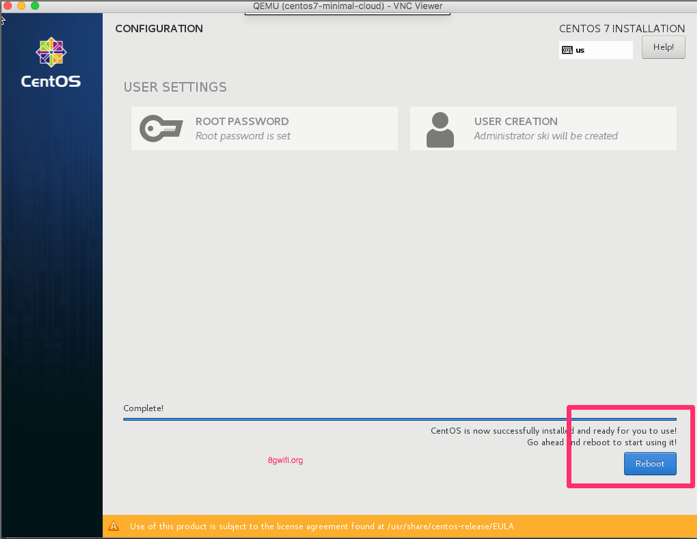 QEMU (centos7-minimal-cloud) - VNC Viewer
CentOS
CONFIGURATION
CENTOS 7 INSTALLATION
us
Help!
USER SETTINGS
ROOT PASSWORD
Root password is set
USER CREATION
Administrator ski will be created
Complete!
CentOS is now successfully installed and ready for you to use!
Go ahead and reboot to start using it!
8gwifi.org
Reboot
Use of this product is subject to the license agreement found at /usr/share/centos-release/EULA